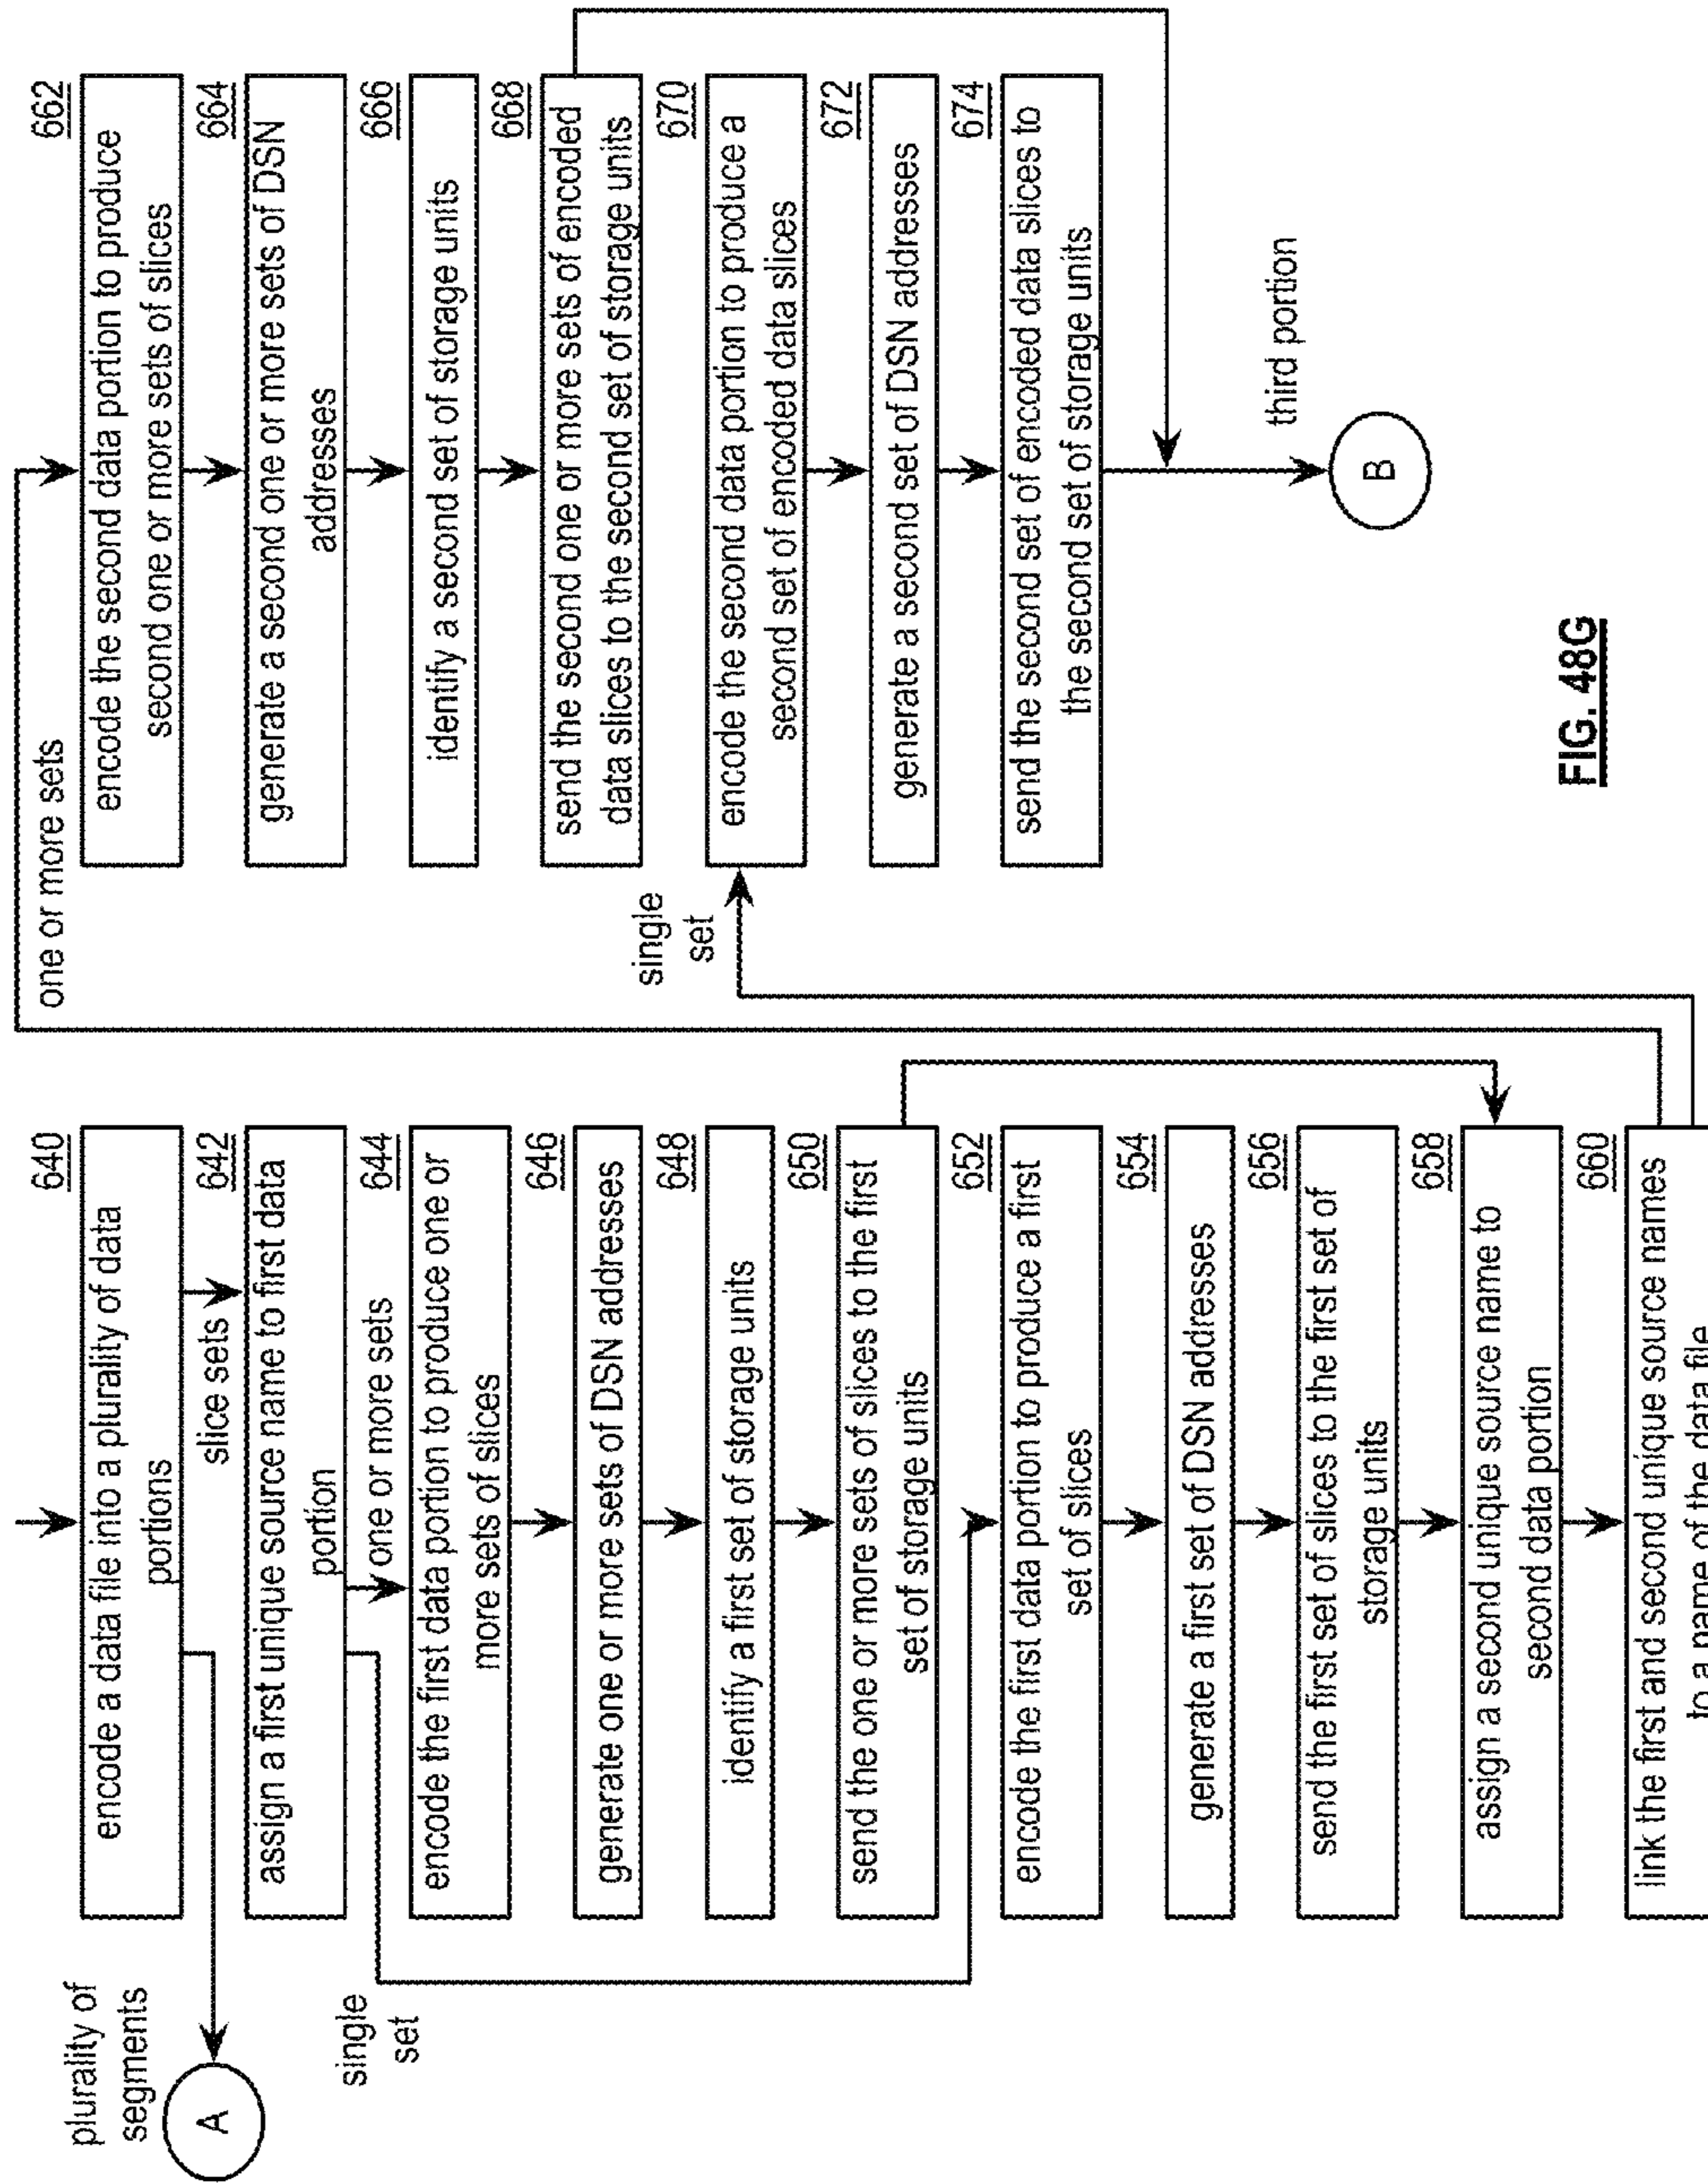 640
encode a data file into a plurality of data
portions
plurality of
segments
A
slice sets
642
assign a first unique source name to first data
portion
single
set
one or more sets
644
encode the first data portion to produce one or
more sets of slices
646
generate one or more sets of DSN addresses
648
identify a first set of storage units
650
send the one or more sets of slices to the first
set of storage units
652
encode the first data portion to produce a first
set of slices
654
generate a first set of DSN addresses
656
send the first set of slices to the first set of
storage units
658
assign a second unique source name to
second data portion
660
link the first and second unique source names
to a name of the data file
one or more sets
662
encode the second data portion to produce
second one or more sets of slices
664
generate a second one or more sets of DSN
addresses
666
identify a second set of storage units
668
send the second one or more sets of encoded
data slices to the second set of storage units
single
set
670
encode the second data portion to produce a
second set of encoded data slices
672
generate a second set of DSN addresses
674
send the second set of encoded data slices to
the second set of storage units
third portion
B
FIG. 48G